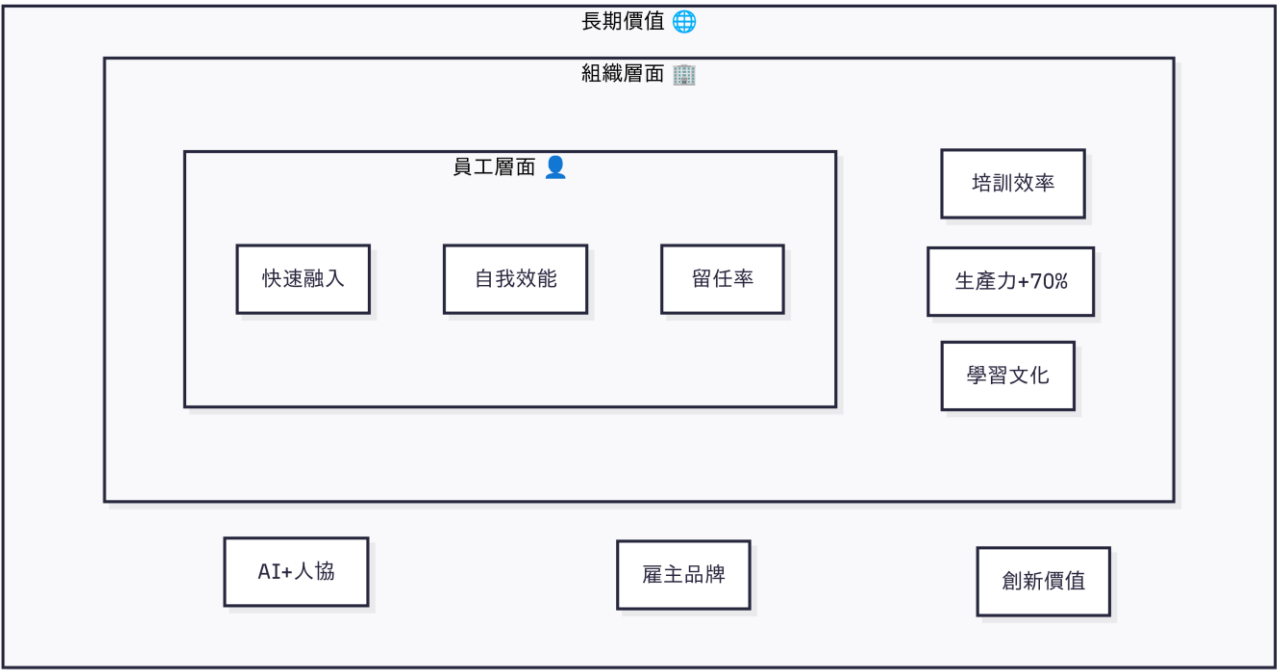 長期價值 🌐
組織層面 🏢
員工層面 👤
快速融入
自我效能
留任率
培訓效率
生產力+70%
學習文化
AI+人協
雇主品牌
創新價值